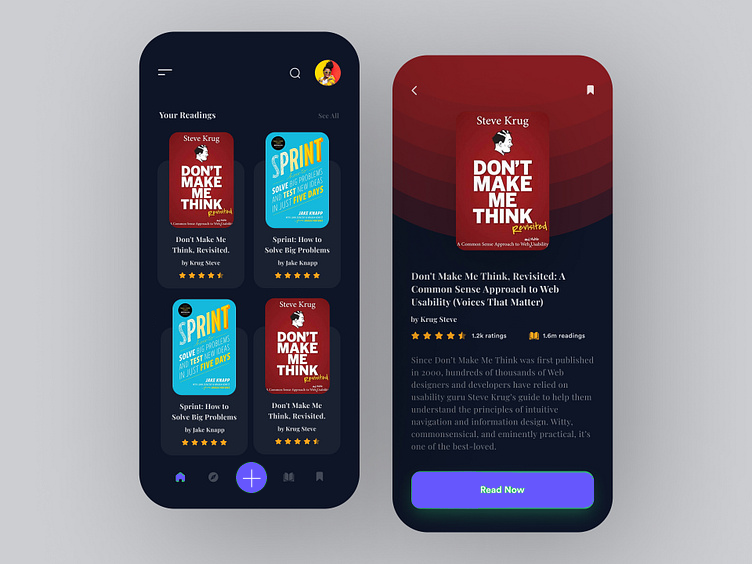 Your Readings
See All
Steve Krug
DON'T
MAKE
ME
THINK
Revisited
A Common Sense Approach to Web Usability
Don't Make Me
Think, Revisited.
by Krug Steve
SPRINT
SOLVE BIG PROBLEMS
AND TEST NEW IDEAS
IN JUST FIVE DAYS
JAKE KNAPP
Sprint: How to
Solve Big Problems
by Jake Knapp
SPRINT
SOLVE BIG PROBLEMS
AND TEST NEW IDEAS
IN JUST FIVE DAYS
JAKE KNAPP
Sprint: How to
Solve Big Problems
by Jake Knapp
Steve Krug
DON'T
MAKE
ME
THINK
Revisited
A Common Sense Approach to Web Usability
Don't Make Me
Think, Revisited.
by Krug Steve
Steve Krug
DON'T
MAKE
ME
THINK
Revisited
A Common Sense Approach to Web Usability
Don't Make Me Think, Revisited: A
Common Sense Approach to Web
Usability (Voices That Matter)
by Krug Steve
1.2k ratings
1.6m readings
Since Don't Make Me Think was first published
in 2000, hundreds of thousands of Web
designers and developers have relied on
usability guru Steve Krug's guide to help them
understand the principles of intuitive
navigation and information design. Witty,
commonsensical, and eminently practical, it's
one of the best-loved.
Read Now